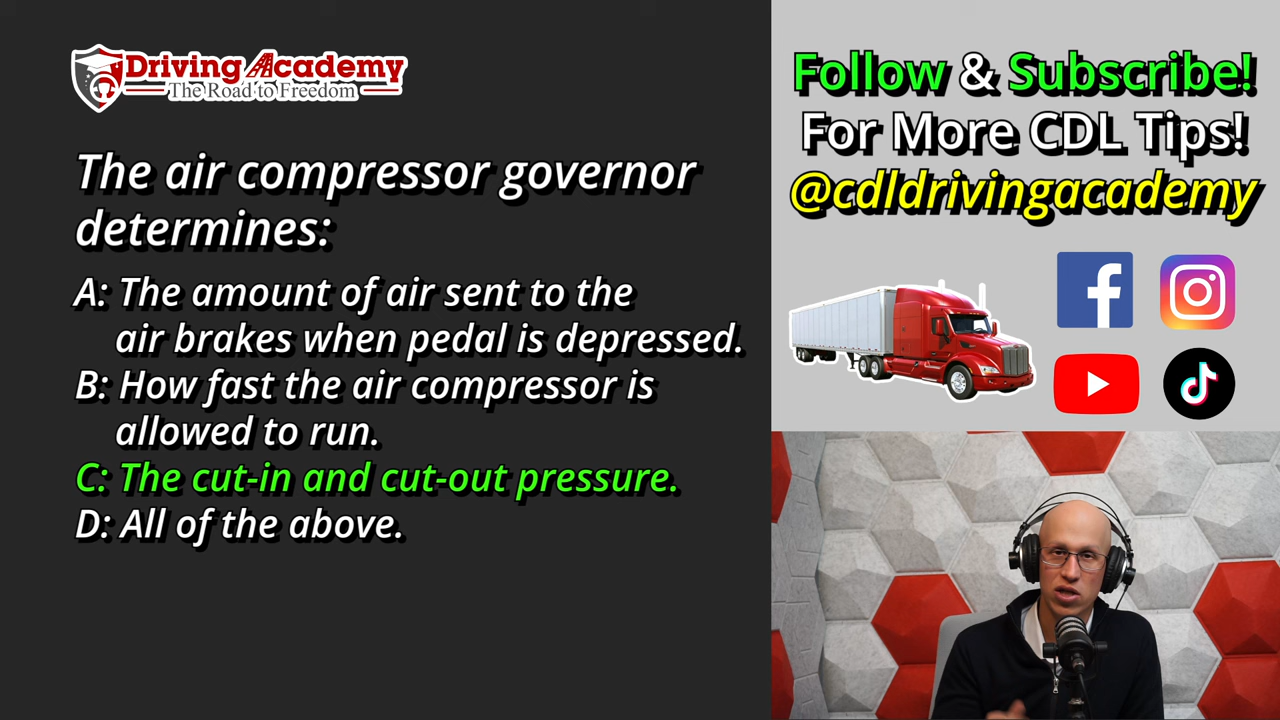 Driving Academy
The Road to Freedom
The air compressor governor
determines:
A: The amount of air sent to the
air brakes when pedal is depressed.
B: How fast the air compressor is
allowed to run.
C: The cut-in and cut-out pressure.
D: All of the above.
Follow & Subscribe!
For More CDL Tips!
@cdldrivingacademy